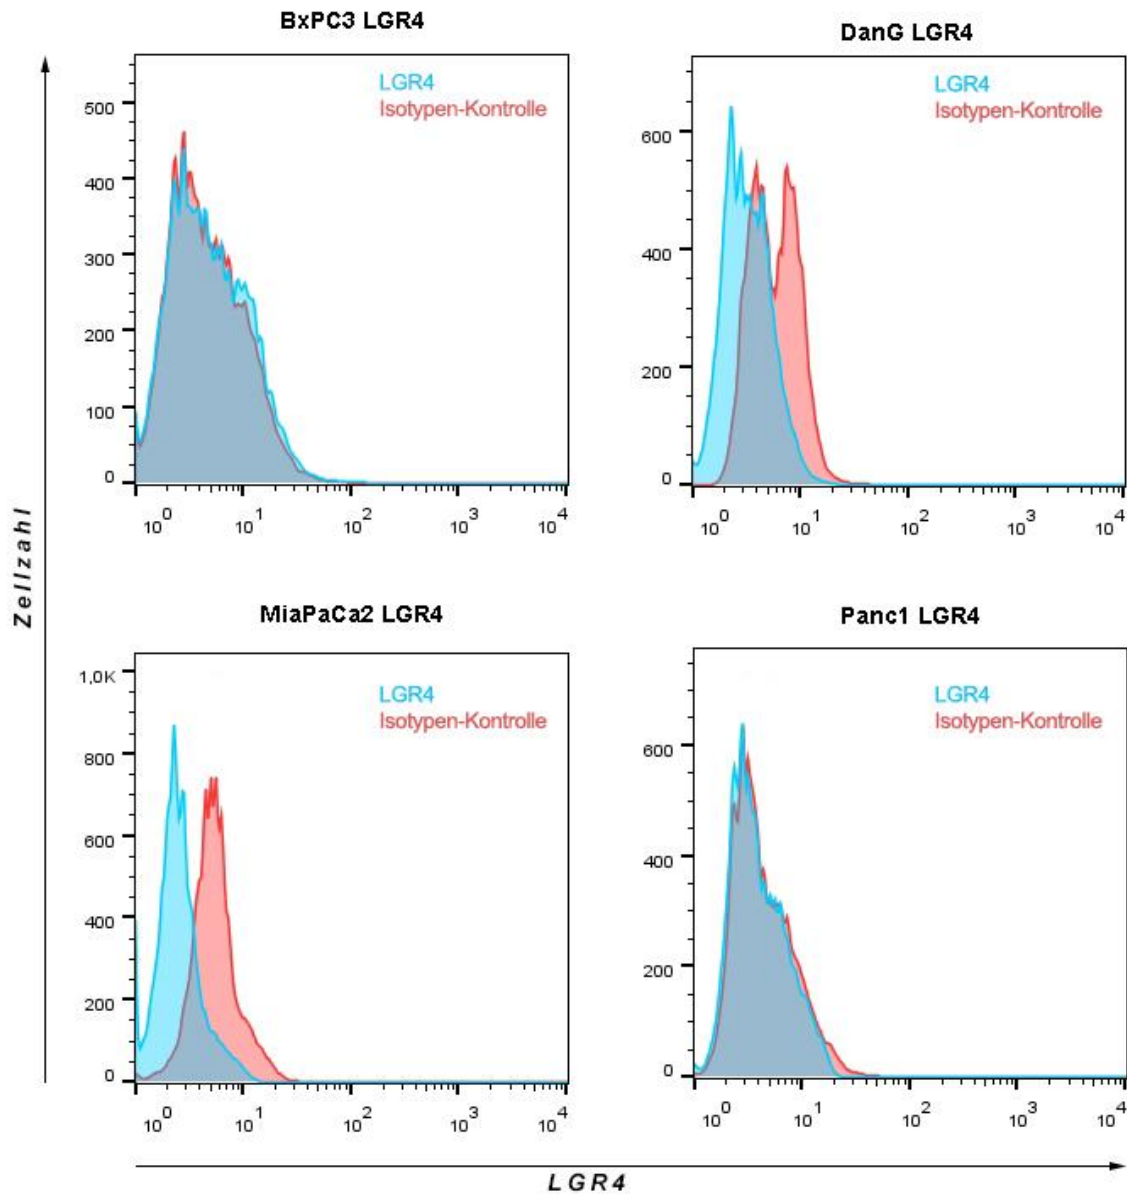 BxPC3 LGR4
LGR4
Isotypen-Kontrolle
500
400
300
200
100
0
10^0 10^1 10^2 10^3 10^4
DanG LGR4
LGR4
Isotypen-Kontrolle
600
400
200
0
10^0 10^1 10^2 10^3 10^4
Zellzahl
MiaPaCa2 LGR4
LGR4
Isotypen-Kontrolle
1,0K
800
600
400
200
0
10^0 10^1 10^2 10^3 10^4
Panc1 LGR4
LGR4
Isotypen-Kontrolle
600
400
200
0
10^0 10^1 10^2 10^3 10^4
LGR4